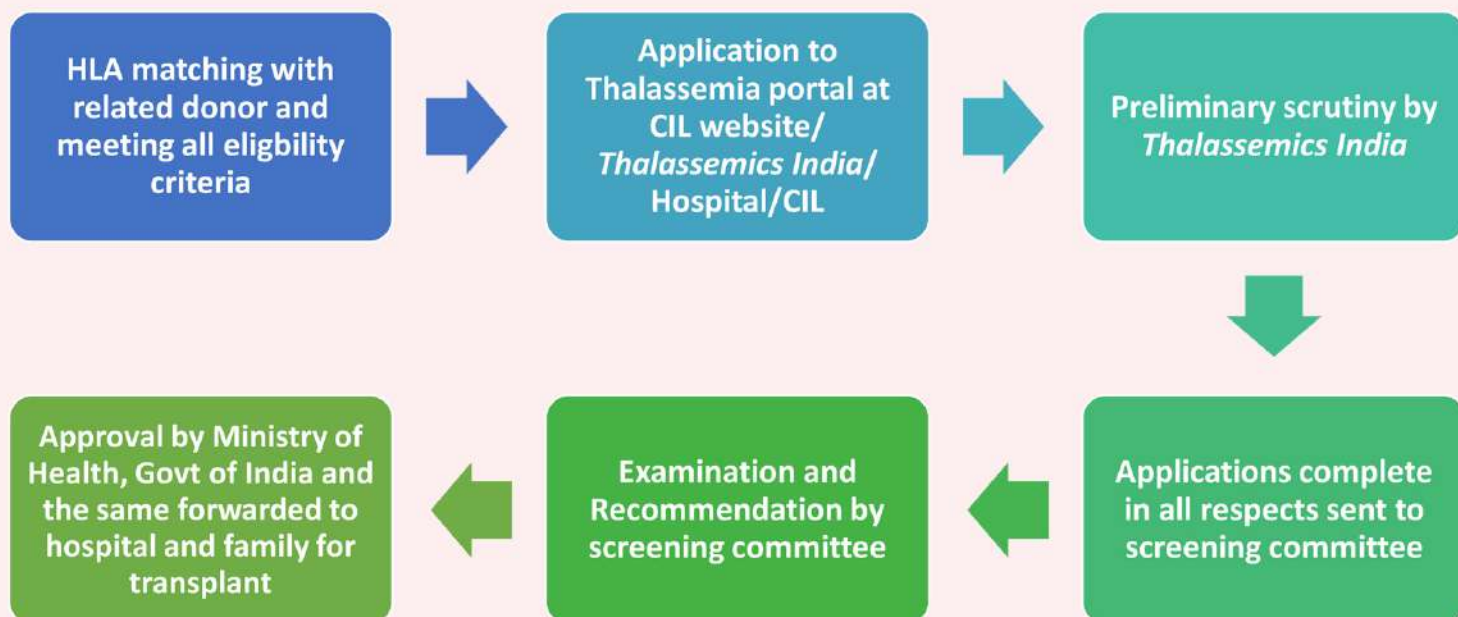 HLA matching with
related donor and
meeting all eligbility
criteria
Application to
Thalassemia portal at
CIL website/
Thalassemics India/
Hospital/CIL
Preliminary scrutiny by
Thalassemics India
Applications complete
in all respects sent to
screening committee
Examination and
Recommendation by
screening committee
Approval by Ministry of
Health, Govt of India and
the same forwarded to
hospital and family for
transplant